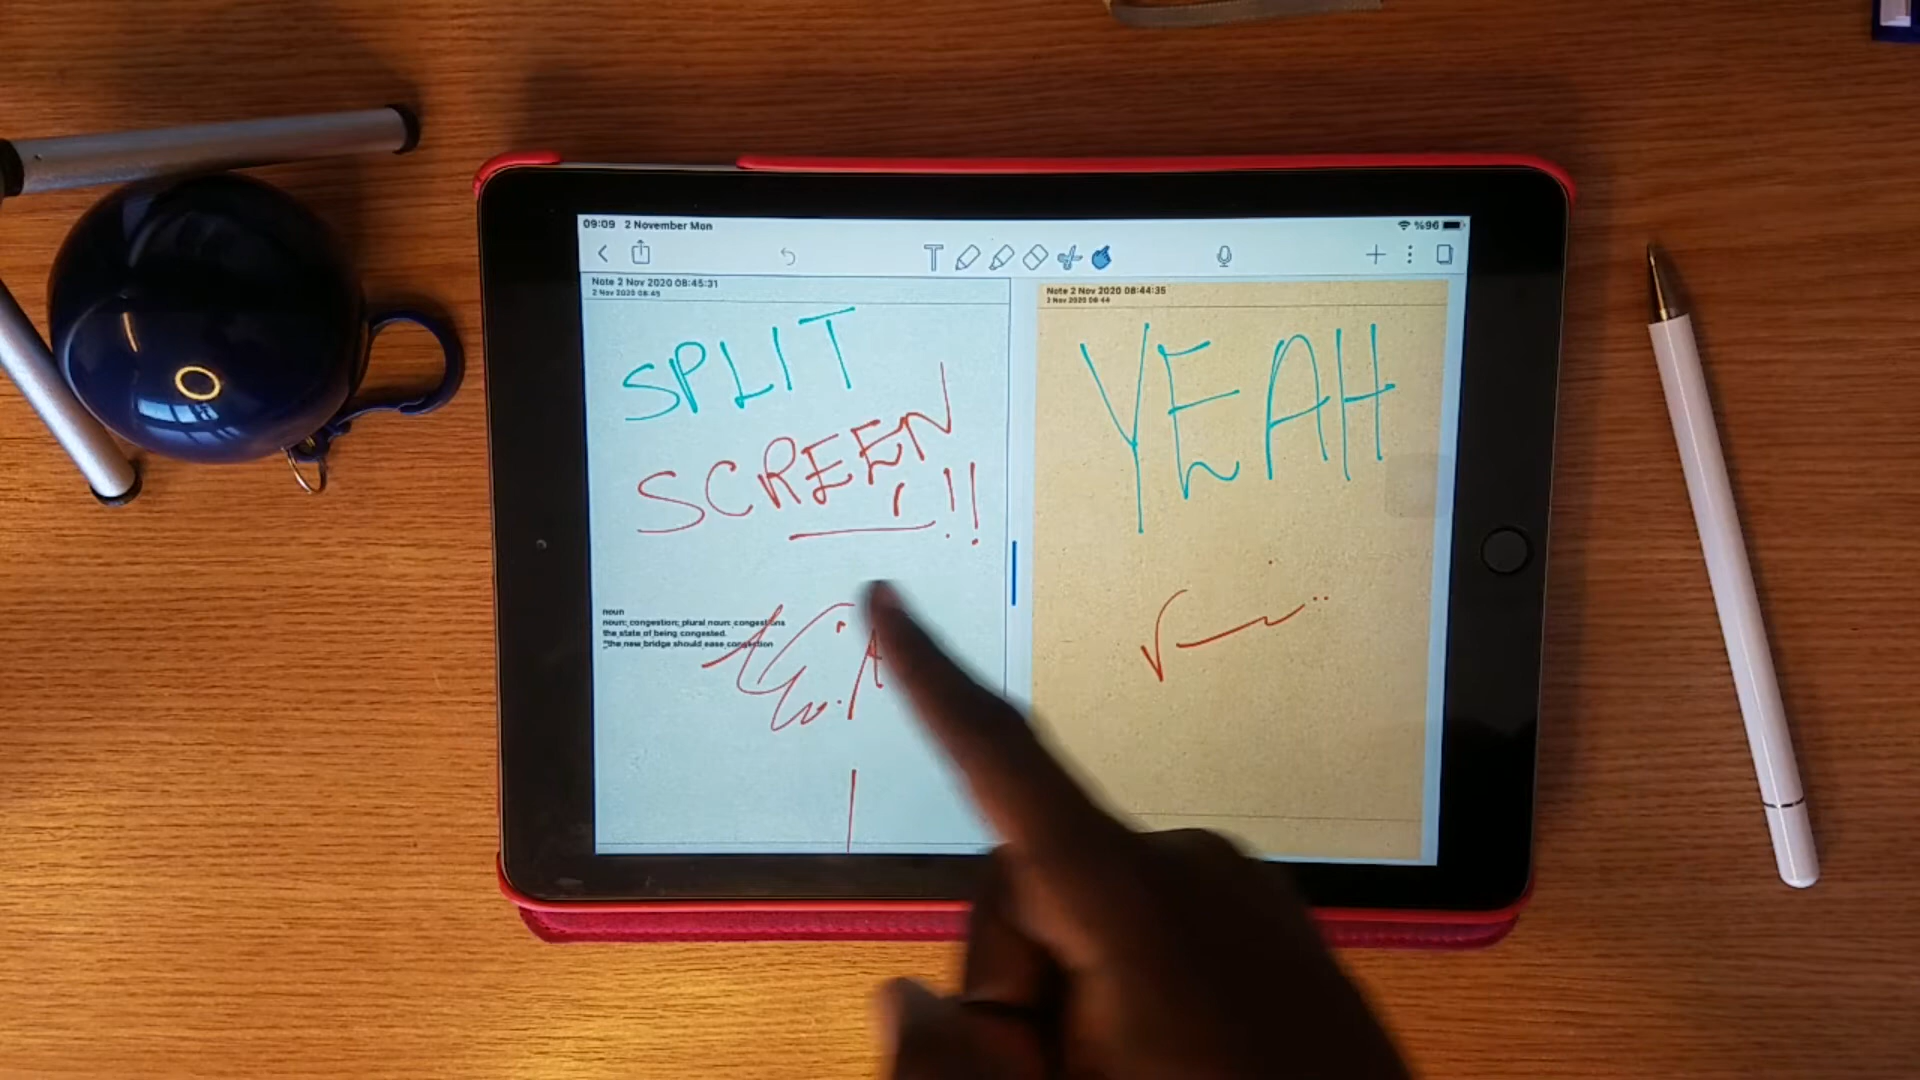 09:09 2 November Mon
%96
T
Note 2 Nov 2020 08:45:31
2 Nov 2020 08:45
SPLIT
SCREEN !!
noun
noun: congestion; plural noun: congestions
the state of being congested.
"the new bridge should ease congestion
Note 2 Nov 2020 08:44:35
2 Nov 2020 08:44
YEAH